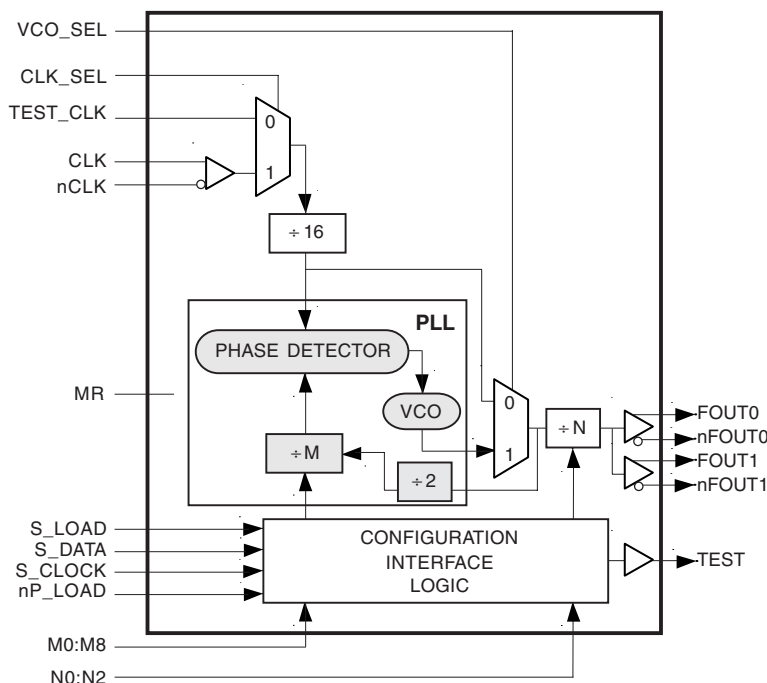 VCO_SEL
CLK_SEL
TEST_CLK
0
CLK
1
nCLK
÷ 16
PLL
PHASE DETECTOR
MR
VCO
0
1
÷ N
FOUT0
nFOUT0
FOUT1
nFOUT1
÷ M
÷ 2
S_LOAD
S_DATA
S_CLOCK
nP_LOAD
CONFIGURATION
INTERFACE
LOGIC
TEST
M0:M8
N0:N2